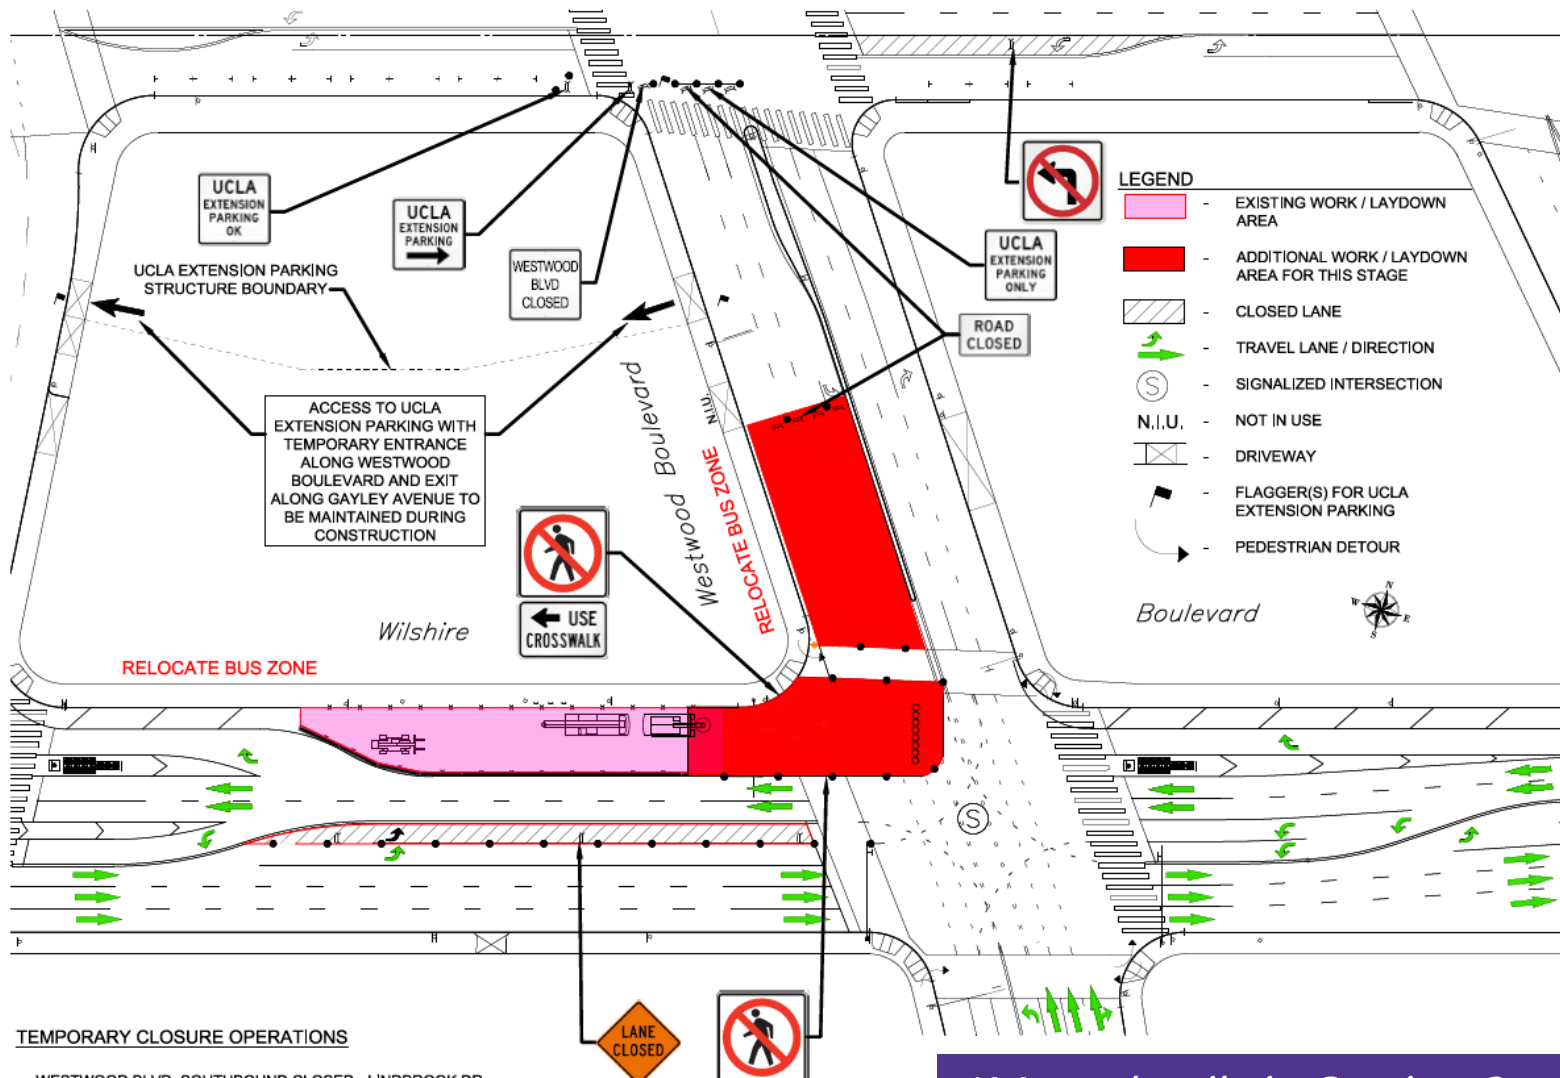 UCLA
EXTENSION
PARKING
OK
UCLA
EXTENSION
PARKING
WESTWOOD
BLVD
CLOSED
UCLA EXTENSION PARKING
STRUCTURE BOUNDARY
UCLA
EXTENSION
PARKING
ONLY
ROAD
CLOSED
LEGEND
- EXISTING WORK / LAYDOWN
AREA
- ADDITIONAL WORK / LAYDOWN
AREA FOR THIS STAGE
- CLOSED LANE
- TRAVEL LANE / DIRECTION
S - SIGNALIZED INTERSECTION
N.I.U. - NOT IN USE
- DRIVEWAY
- FLAGGER(S) FOR UCLA
EXTENSION PARKING
- PEDESTRIAN DETOUR
ACCESS TO UCLA
EXTENSION PARKING WITH
TEMPORARY ENTRANCE
ALONG WESTWOOD
BOULEVARD AND EXIT
ALONG GAYLEY AVENUE TO
BE MAINTAINED DURING
CONSTRUCTION
N.I.U.
Westwood Boulevard
RELOCATE BUS ZONE
USE
CROSSWALK
Wilshire
Boulevard
N
W
E
S
RELOCATE BUS ZONE
S
LANE
CLOSED
TEMPORARY CLOSURE OPERATIONS